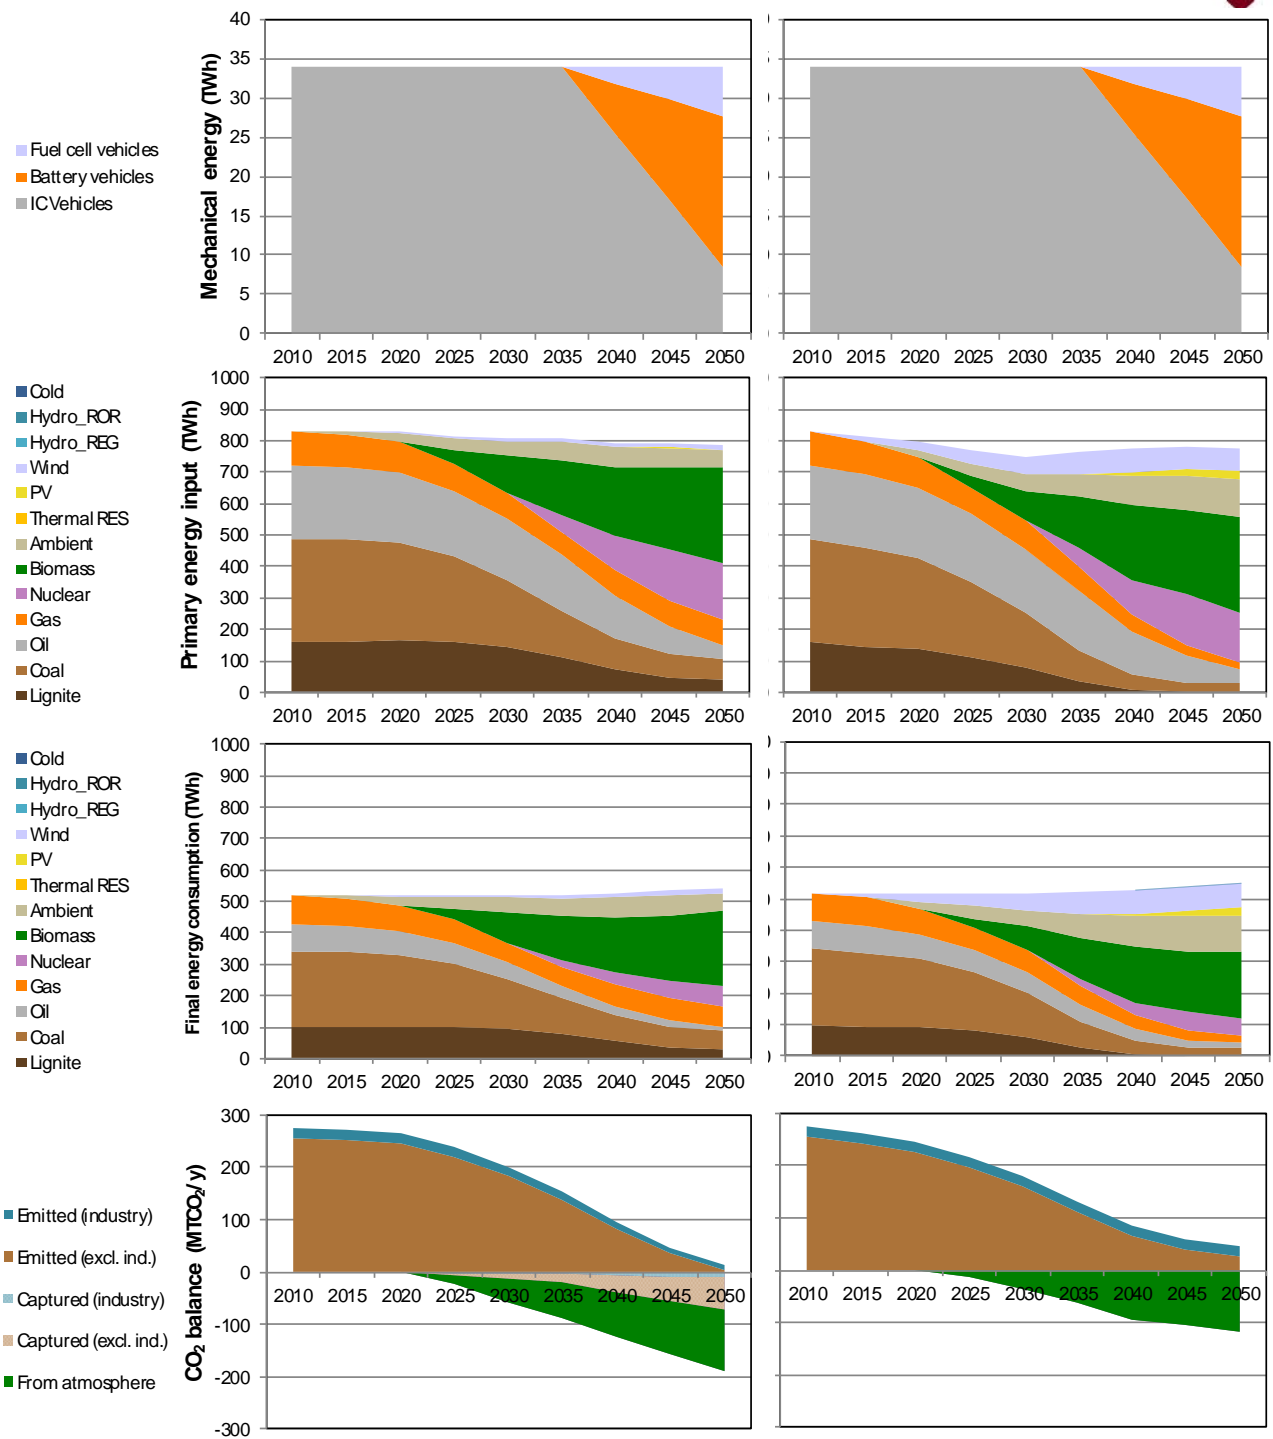 Mechanical energy (TWh)
40
35
30
25
20
15
10
5
0
Fuel cell vehicles
Battery vehicles
IC Vehicles
2010 2015 2020 2025 2030 2035 2040 2045 2050
2010 2015 2020 2025 2030 2035 2040 2045 2050
Primary energy input (TWh)
1000
900
800
700
600
500
400
300
200
100
0
Cold
Hydro_ROR
Hydro_REG
Wind
PV
Thermal RES
Ambient
Biomass
Nuclear
Gas
Oil
Coal
Lignite
2010 2015 2020 2025 2030 2035 2040 2045 2050
2010 2015 2020 2025 2030 2035 2040 2045 2050
Final energy consumption (TWh)
1000
900
800
700
600
500
400
300
200
100
0
Cold
Hydro_ROR
Hydro_REG
Wind
PV
Thermal RES
Ambient
Biomass
Nuclear
Gas
Oil
Coal
Lignite
2010 2015 2020 2025 2030 2035 2040 2045 2050
2010 2015 2020 2025 2030 2035 2040 2045 2050
CO₂ balance (MTCO₂/y)
300
200
100
0
-100
-200
-300
Emitted (industry)
Emitted (excl. ind.)
Captured (industry)
Captured (excl. ind.)
From atmosphere
2010 2015 2020 2025 2030 2035 2040 2045 2050
2010 2015 2020 2025 2030 2035 2040 2045 2050